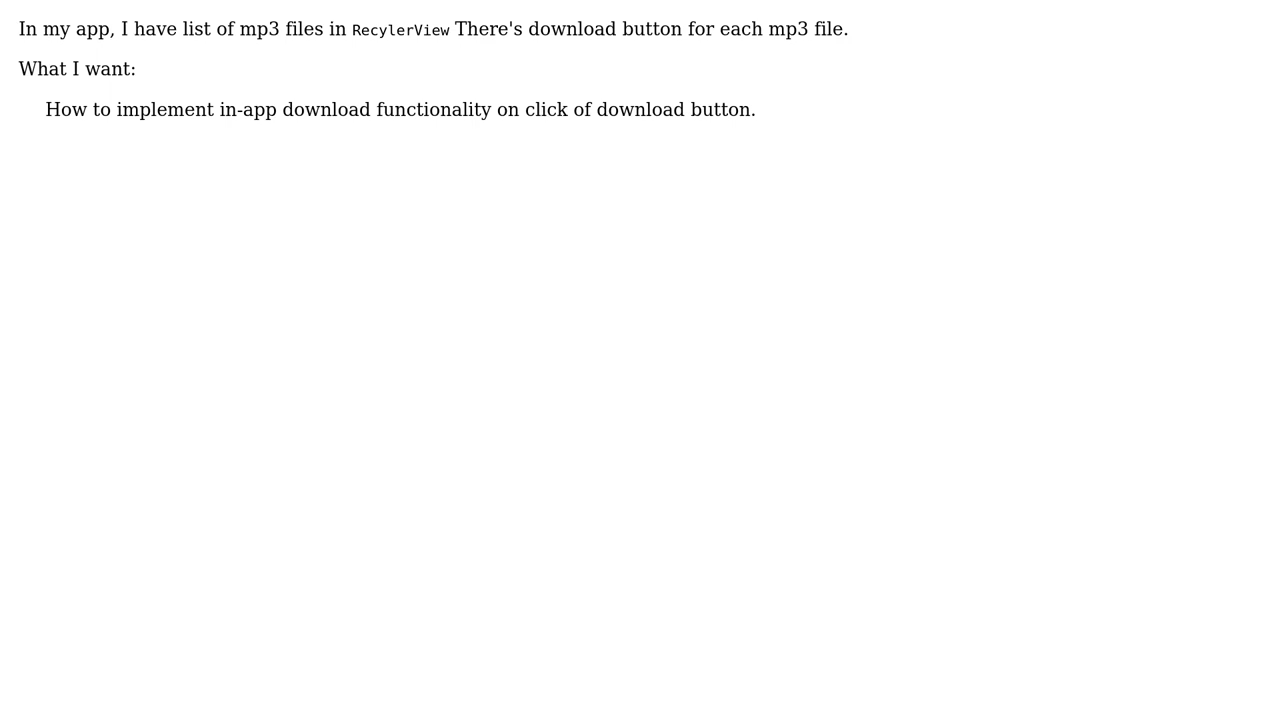 In my app, I have list of mp3 files in RecylerView There's download button for each mp3 file.
What I want:
How to implement in-app download functionality on click of download button.